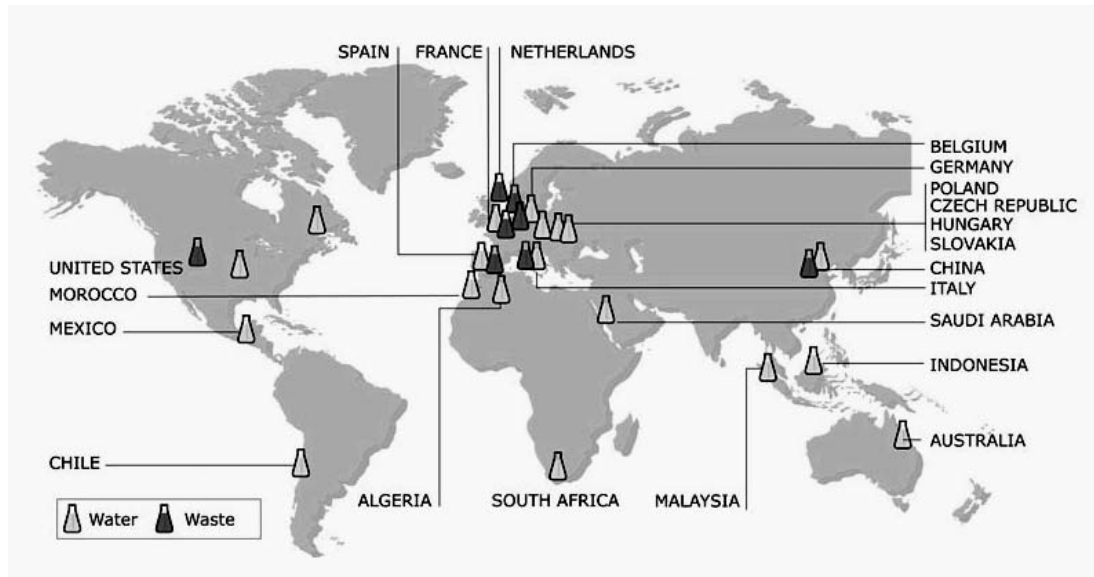 SPAIN
FRANCE
NETHERLANDS
BELGIUM
GERMANY
POLAND
CZECH REPUBLIC
HUNGARY
SLOVAKIA
UNITED STATES
CHINA
MOROCCO
ITALY
MEXICO
SAUDI ARABIA
INDONESIA
AUSTRALIA
CHILE
ALGERIA
SOUTH AFRICA
MALAYSIA
Water
Waste